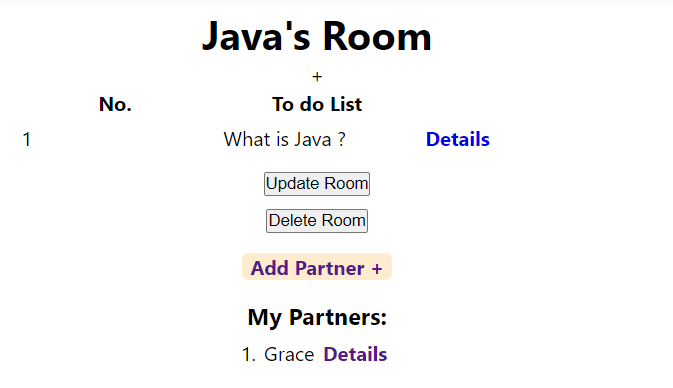 Java's Room
+
No. To do List
1 What is Java ? Details
Update Room
Delete Room
Add Partner +
My Partners:
1. Grace Details